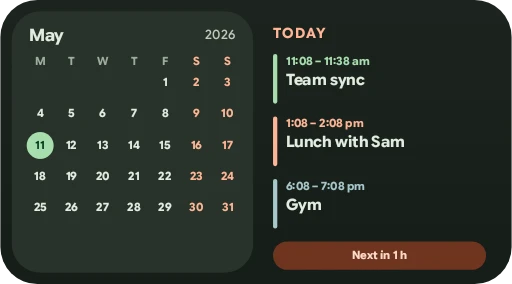 May 2026
M T W T F S S
1 2 3
4 5 6 7 8 9 10
11 12 13 14 15 16 17
18 19 20 21 22 23 24
25 26 27 28 29 30 31
TODAY
11:08 – 11:38 am
Team sync
1:08 – 2:08 pm
Lunch with Sam
6:08 – 7:08 pm
Gym
Next in 1 h